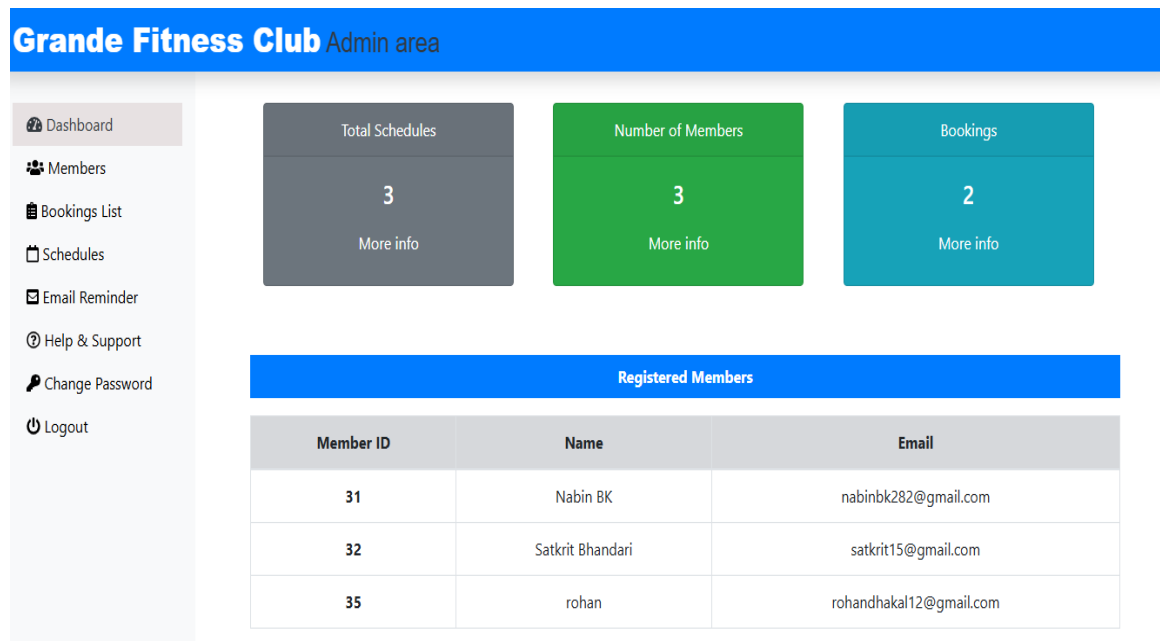 Grande Fitness Club Admin area
Dashboard
Members
Bookings List
Schedules
Email Reminder
Help & Support
Change Password
Logout
Total Schedules
3
More info
Number of Members
3
More info
Bookings
2
More info
Registered Members
Member ID Name Email
31 Nabin BK nabinbk282@gmail.com
32 Satkrit Bhandari satkrit15@gmail.com
35 rohan rohandhakal12@gmail.com